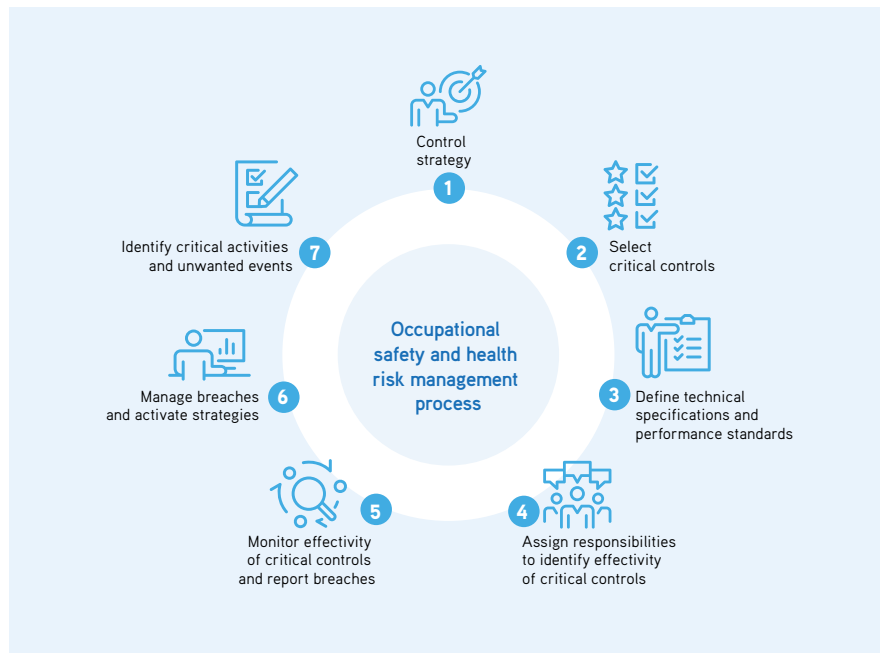 Control
strategy
1
2
Select
critical controls
3
Define technical
specifications and
performance standards
4
Assign responsibilities
to identify effectivity
of critical controls
5
Monitor effectivity
of critical controls
and report breaches
6
Manage breaches
and activate strategies
7
Identify critical activities
and unwanted events
Occupational
safety and health
risk management
process